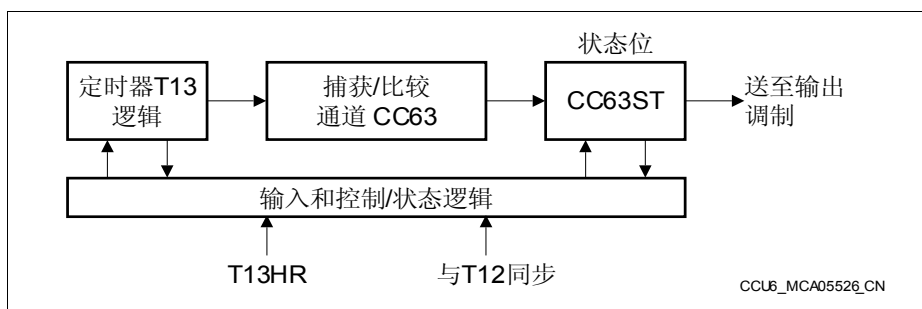 状态位
定时器T13
逻辑
捕获/比较
通道 CC63
CC63ST
送至输出
调制
输入和控制/状态逻辑
T13HR
与T12同步
CCU6_MCA05526_CN